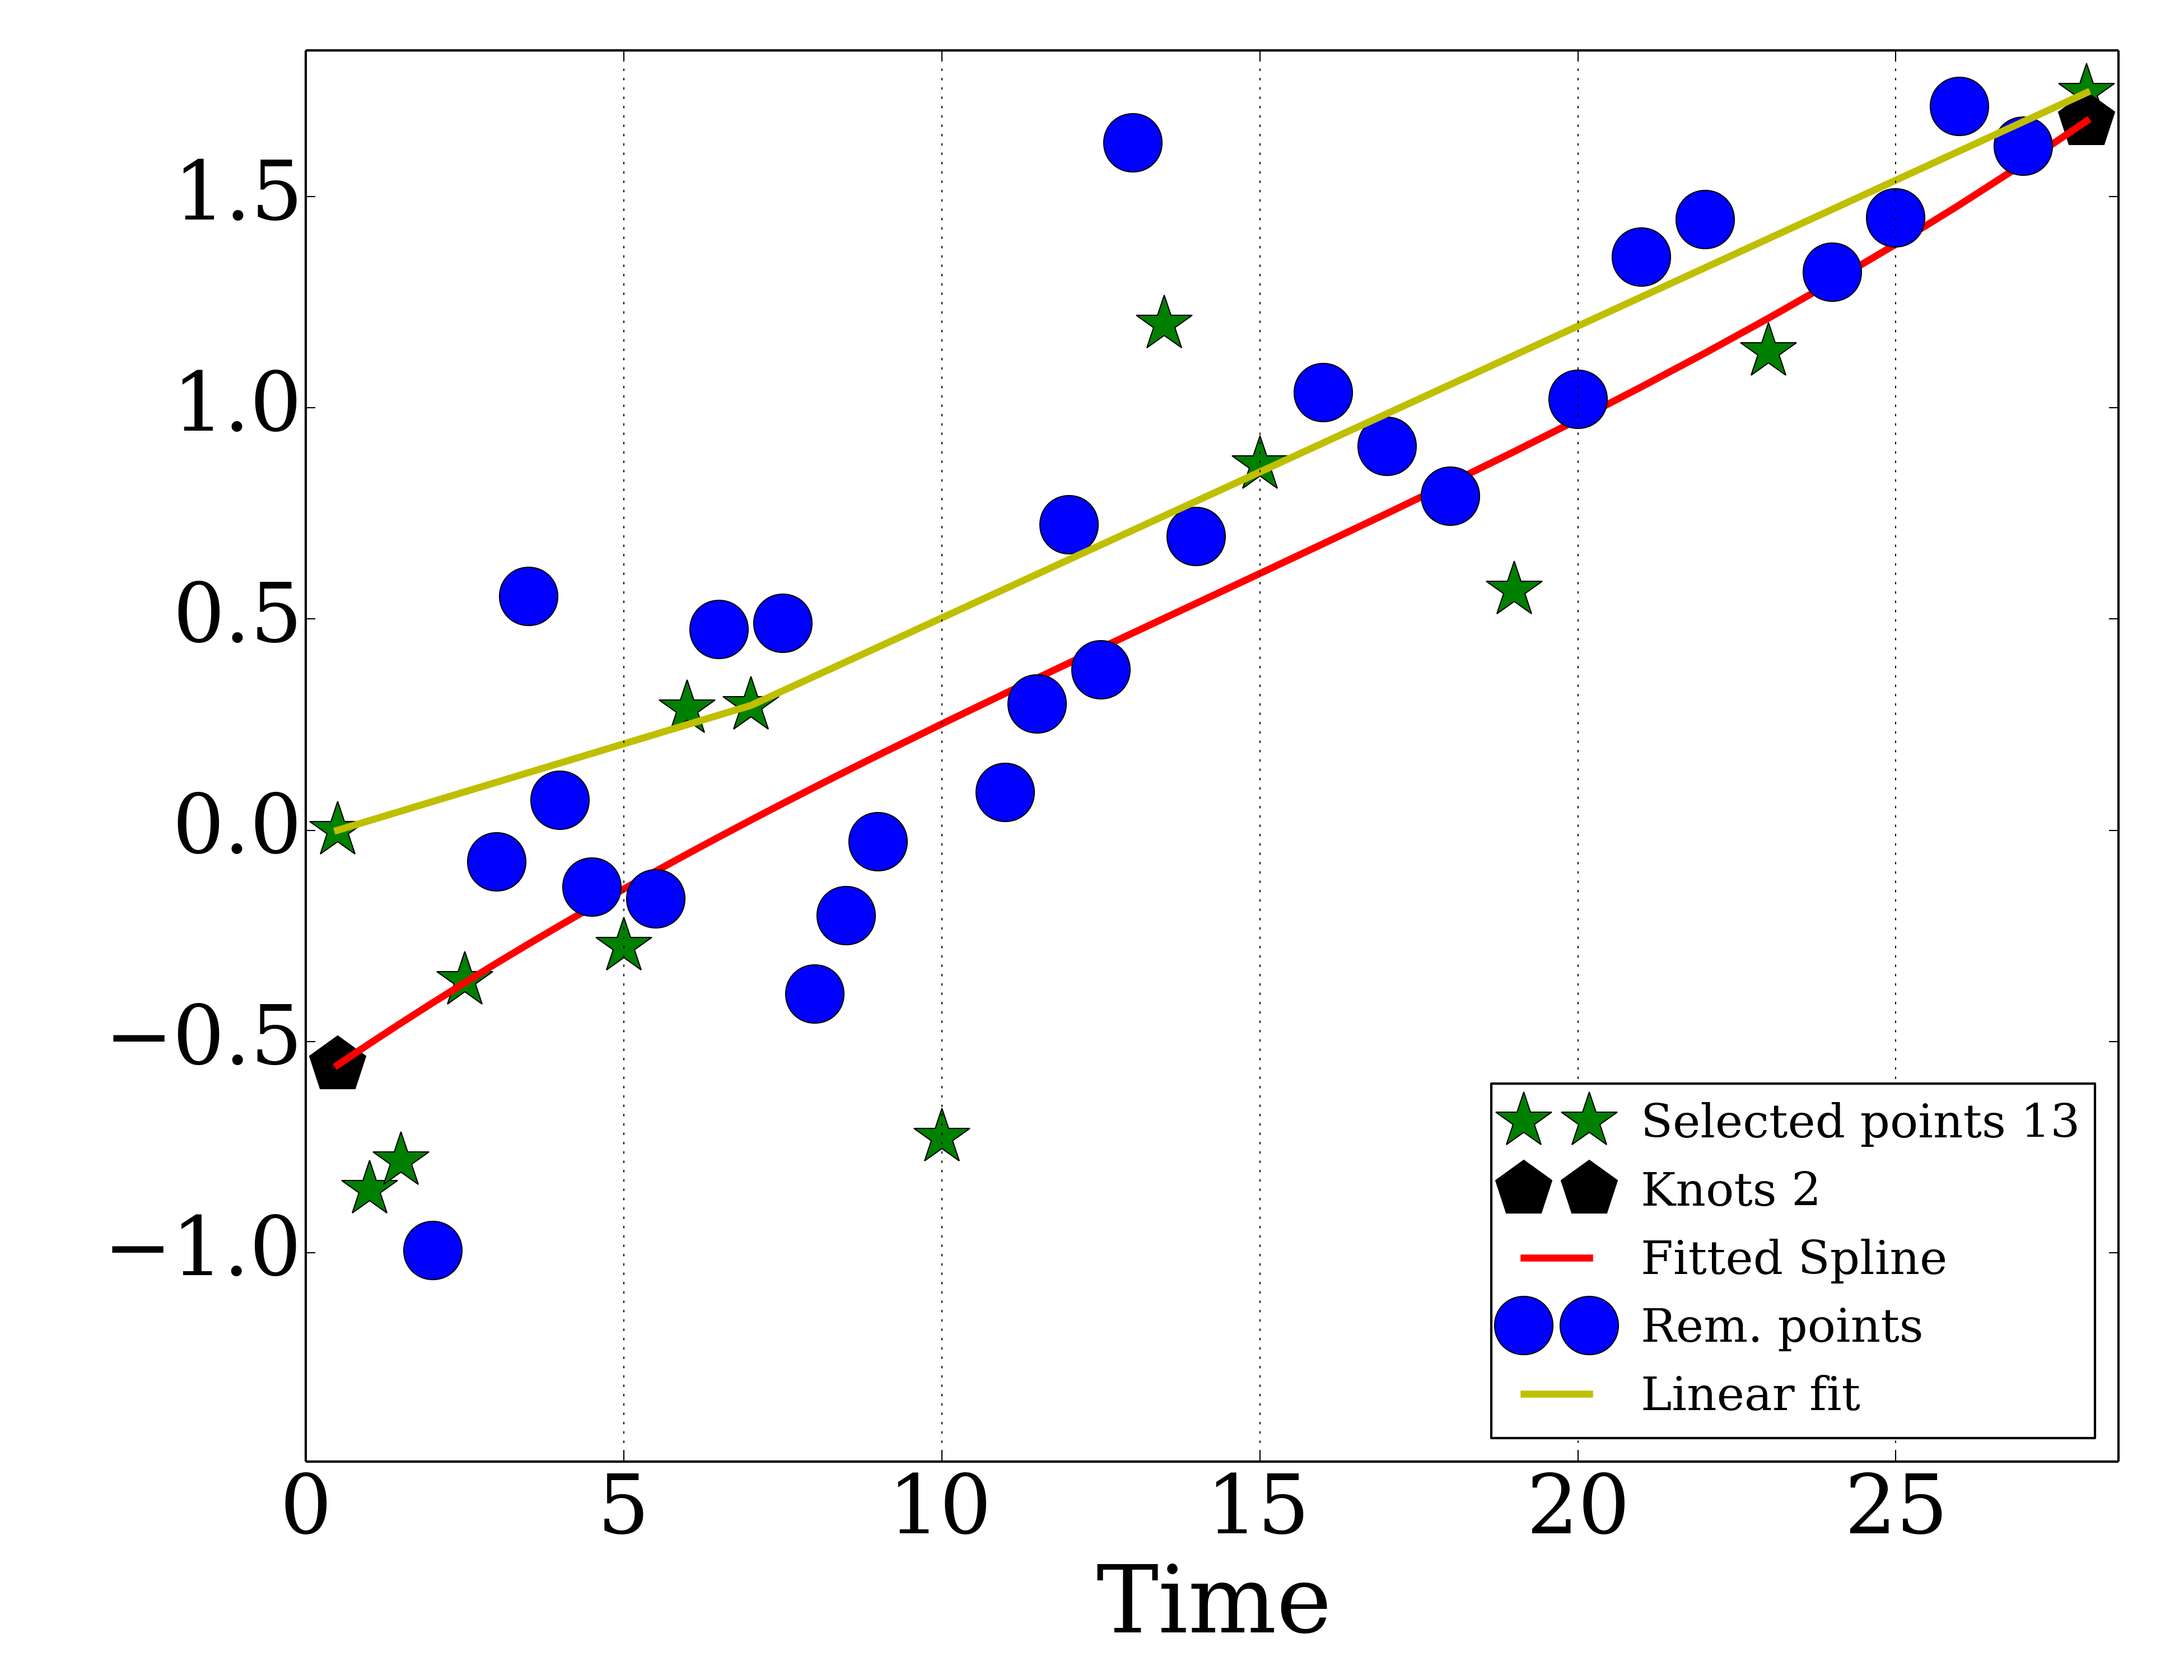 1.5
1.0
0.5
0.0
−0.5
−1.0
0 5 10 15 20 25
Time
Selected points 13
Knots 2
Fitted Spline
Rem. points
Linear fit